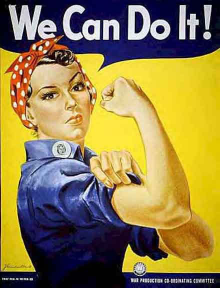 We Can Do It!
WAR PRODUCTION CO-ORDINATING COMMITTEE